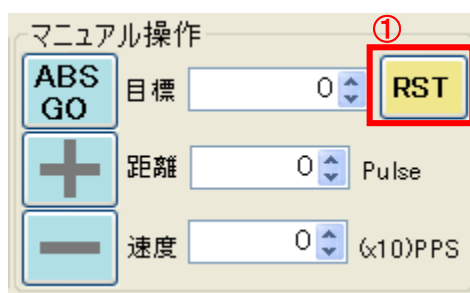 マニュアル操作
①
ABS GO 目標 0 RST
+ 距離 0 Pulse
− 速度 0 (x10)PPS